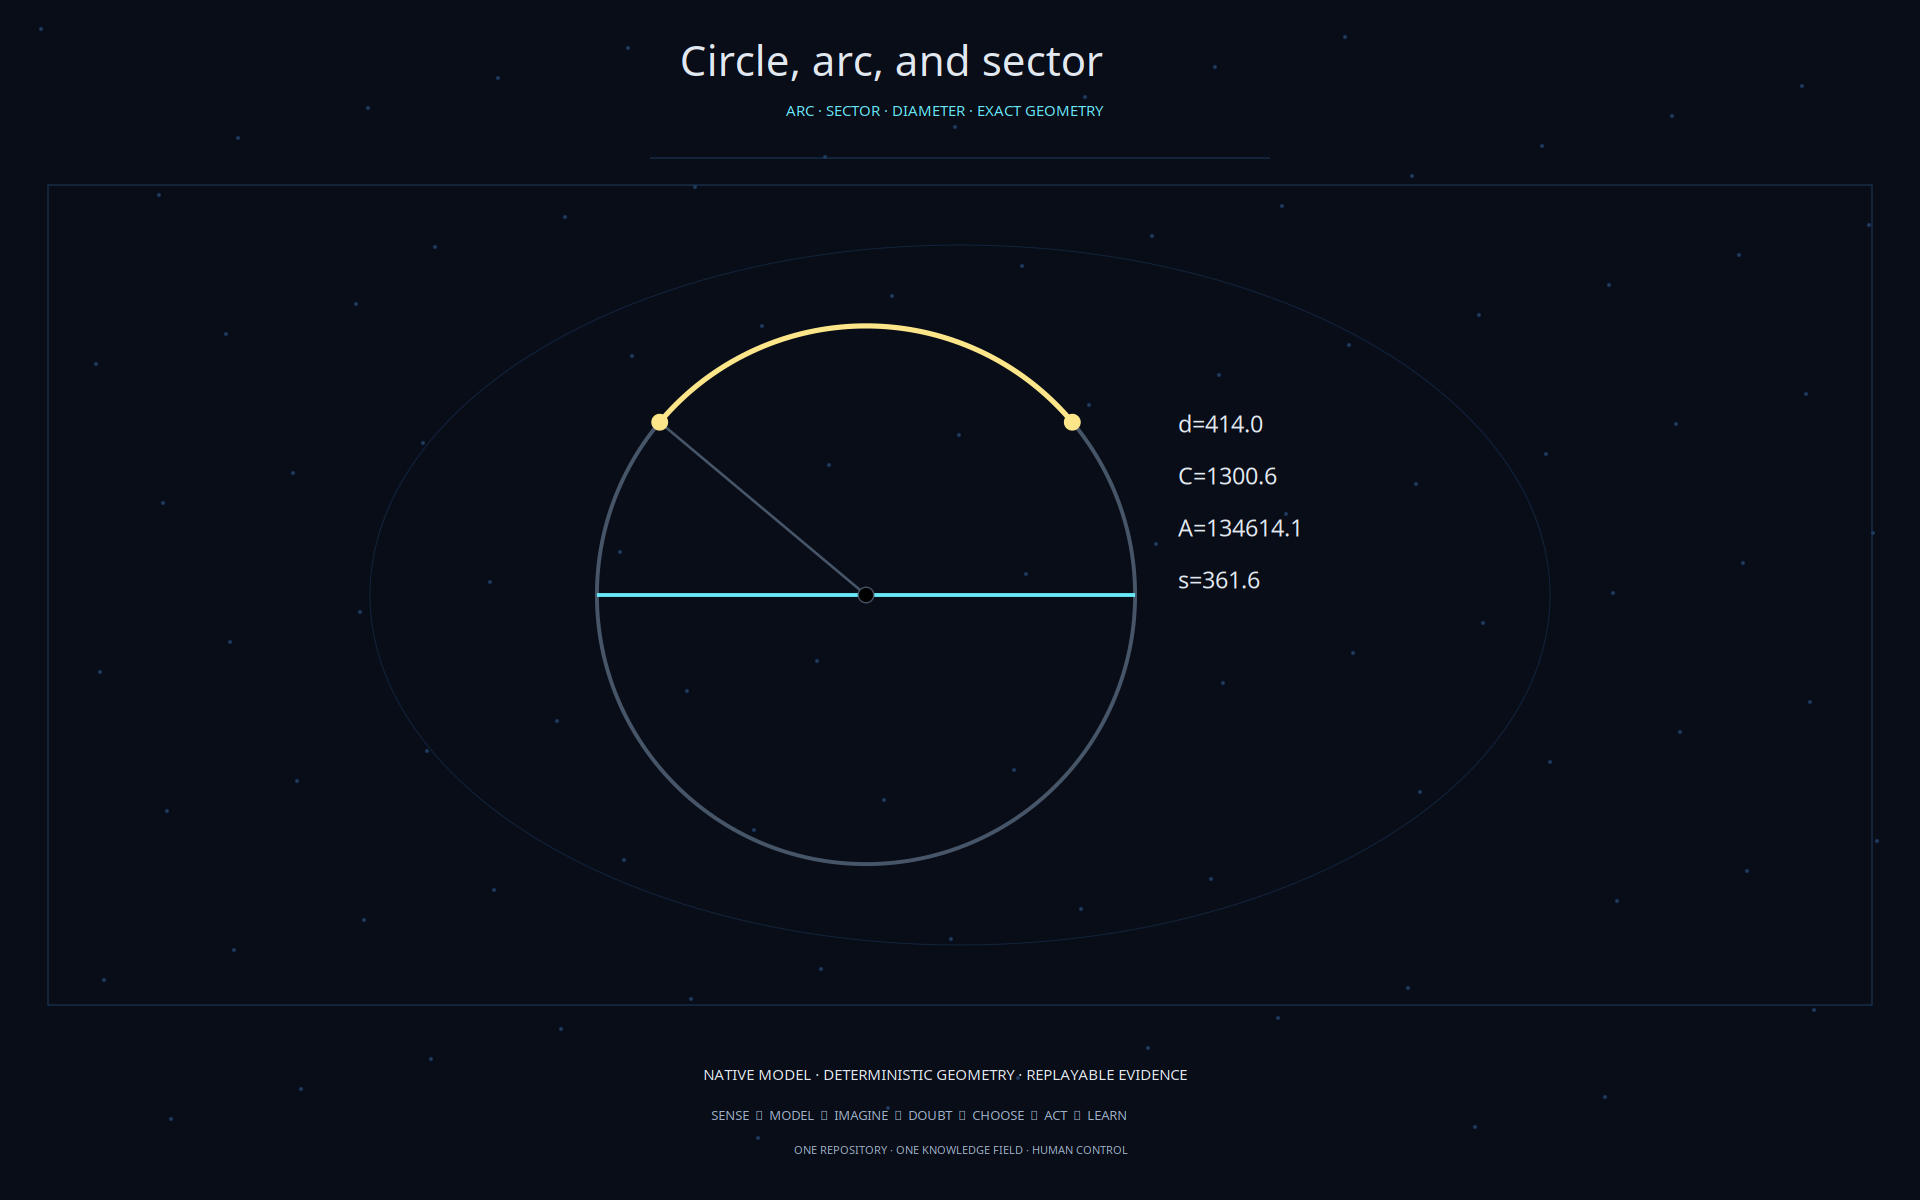 Circle, arc, and sector
ARC · SECTOR · DIAMETER · EXACT GEOMETRY
d=414.0
C=1300.6
A=134614.1
s=361.6
NATIVE MODEL · DETERMINISTIC GEOMETRY · REPLAYABLE EVIDENCE
SENSE ▯ MODEL ▯ IMAGINE ▯ DOUBT ▯ CHOOSE ▯ ACT ▯ LEARN
ONE REPOSITORY · ONE KNOWLEDGE FIELD · HUMAN CONTROL